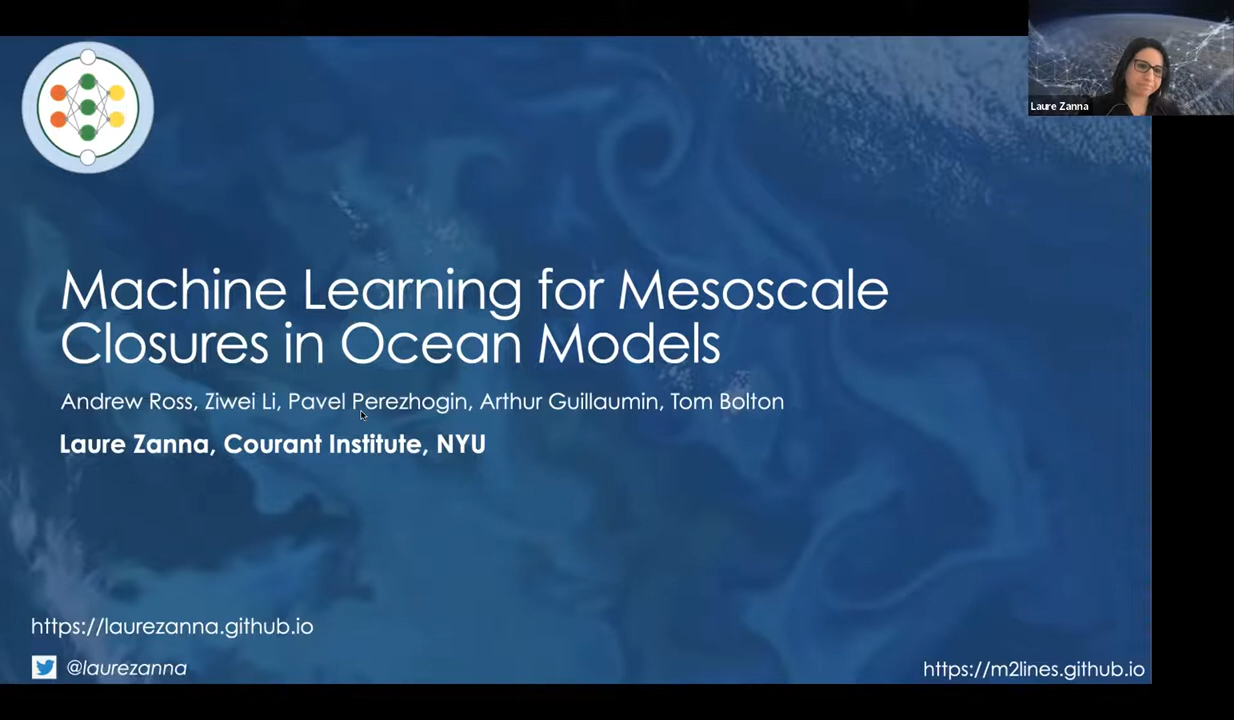 Laure Zanna
Machine Learning for Mesoscale
Closures in Ocean Models
Andrew Ross, Ziwei Li, Pavel Perezhogin, Arthur Guillaumin, Tom Bolton
Laure Zanna, Courant Institute, NYU
https://laurezanna.github.io
@laurezanna
https://m2lines.github.io